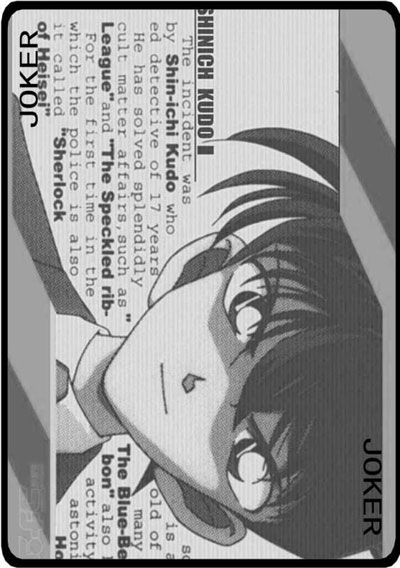 JOKER
SHINICH KUDO
The incident was so
by Shin-ichi Kudo who is a
ed detective of 17 years old of
He has solved splendidly many
cult matter affairs,such as "The Blue-Be
League"and "The Speckled rib-bon" also
For the first time in the activity
which the police is also astoni
it called "Sherlock Ho
of Heisei"
JOKER